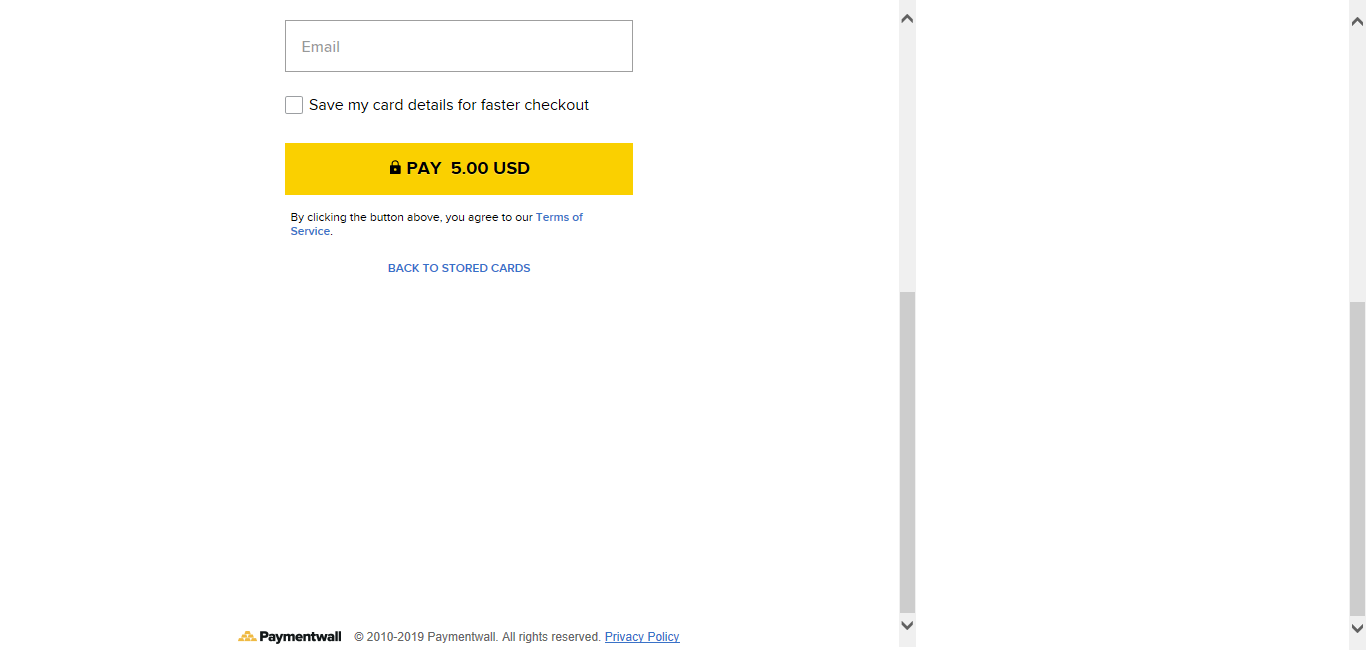 Email
Save my card details for faster checkout
PAY 5.00 USD
By clicking the button above, you agree to our Terms of
Service.
BACK TO STORED CARDS
Paymentwall © 2010-2019 Paymentwall. All rights reserved. Privacy Policy